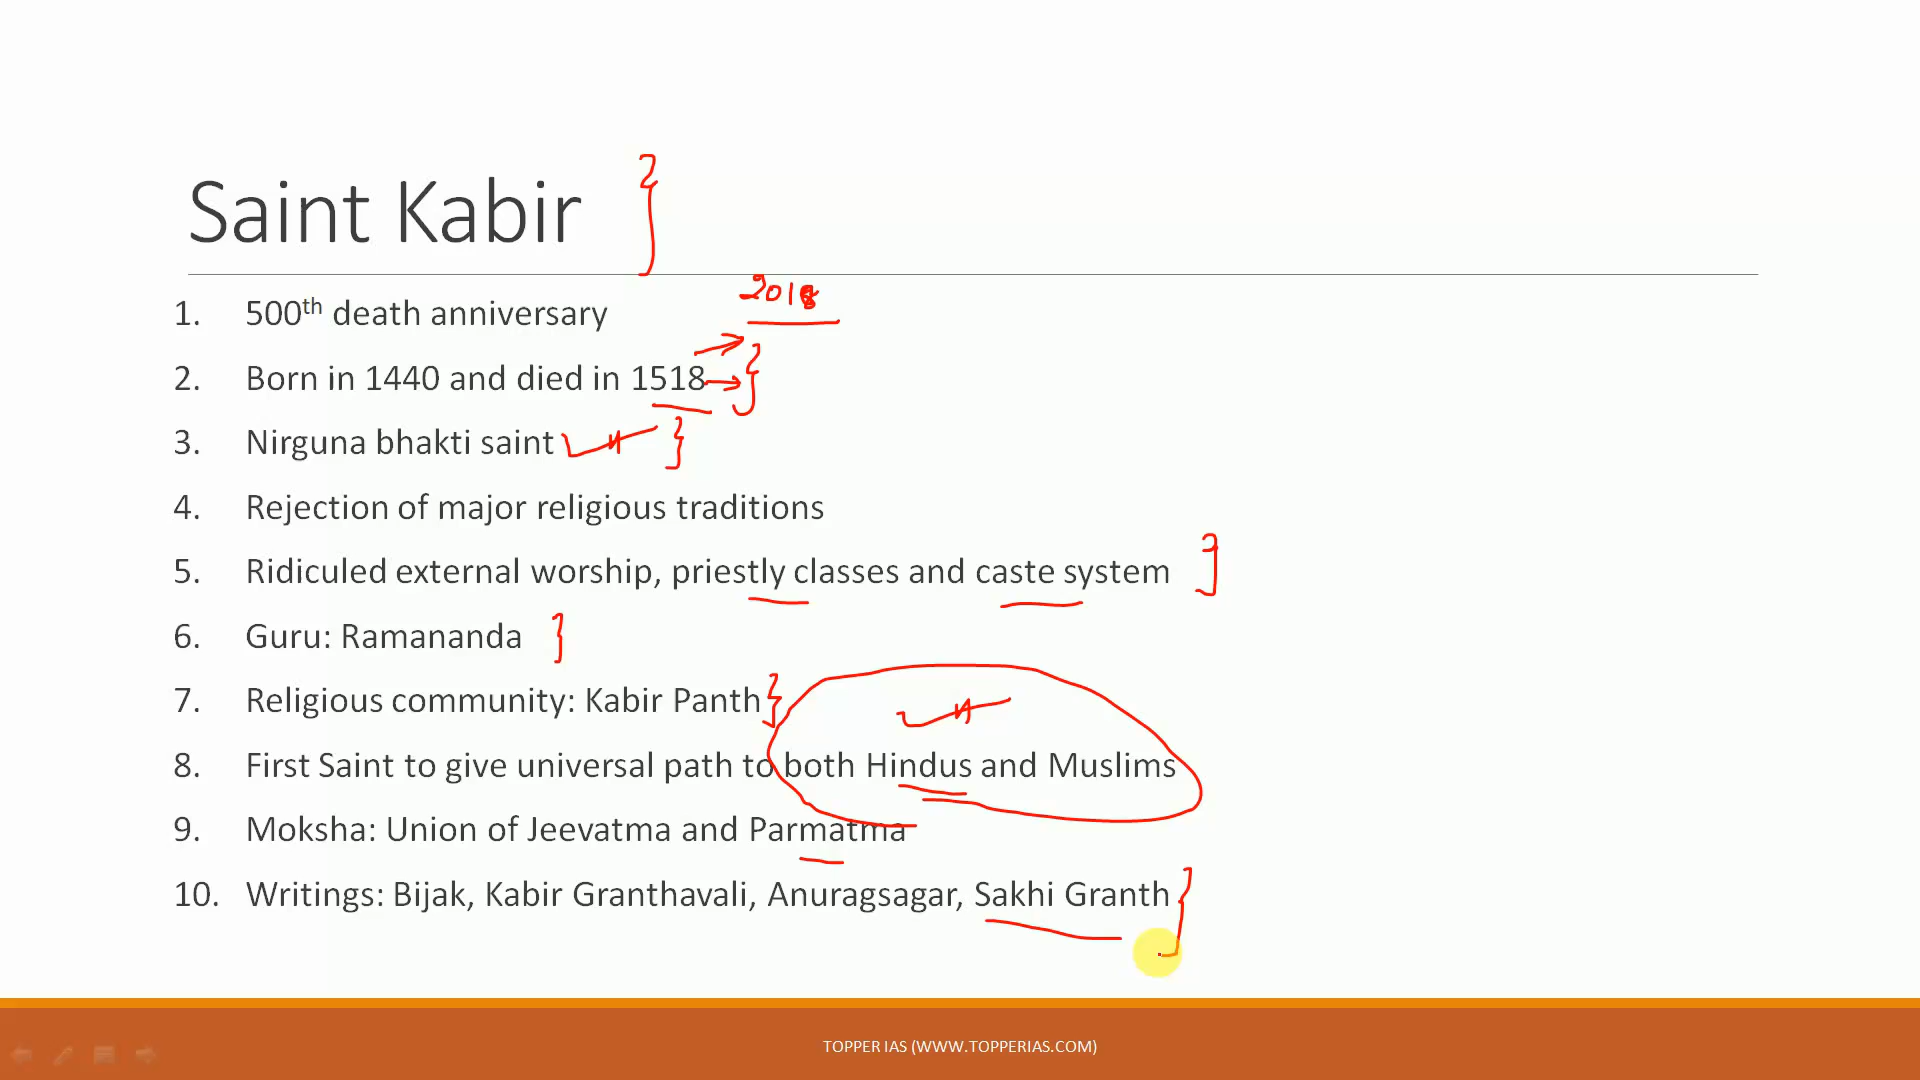 Saint Kabir
2018
1. 500th death anniversary
2. Born in 1440 and died in 1518
3. Nirguna bhakti saint
4. Rejection of major religious traditions
5. Ridiculed external worship, priestly classes and caste system
6. Guru: Ramananda
7. Religious community: Kabir Panth
8. First Saint to give universal path to both Hindus and Muslims
9. Moksha: Union of Jeevatma and Parmatma
10. Writings: Bijak, Kabir Granthavali, Anuragsagar, Sakhi Granth
TOPPER IAS (WWW.TOPPERIAS.COM)